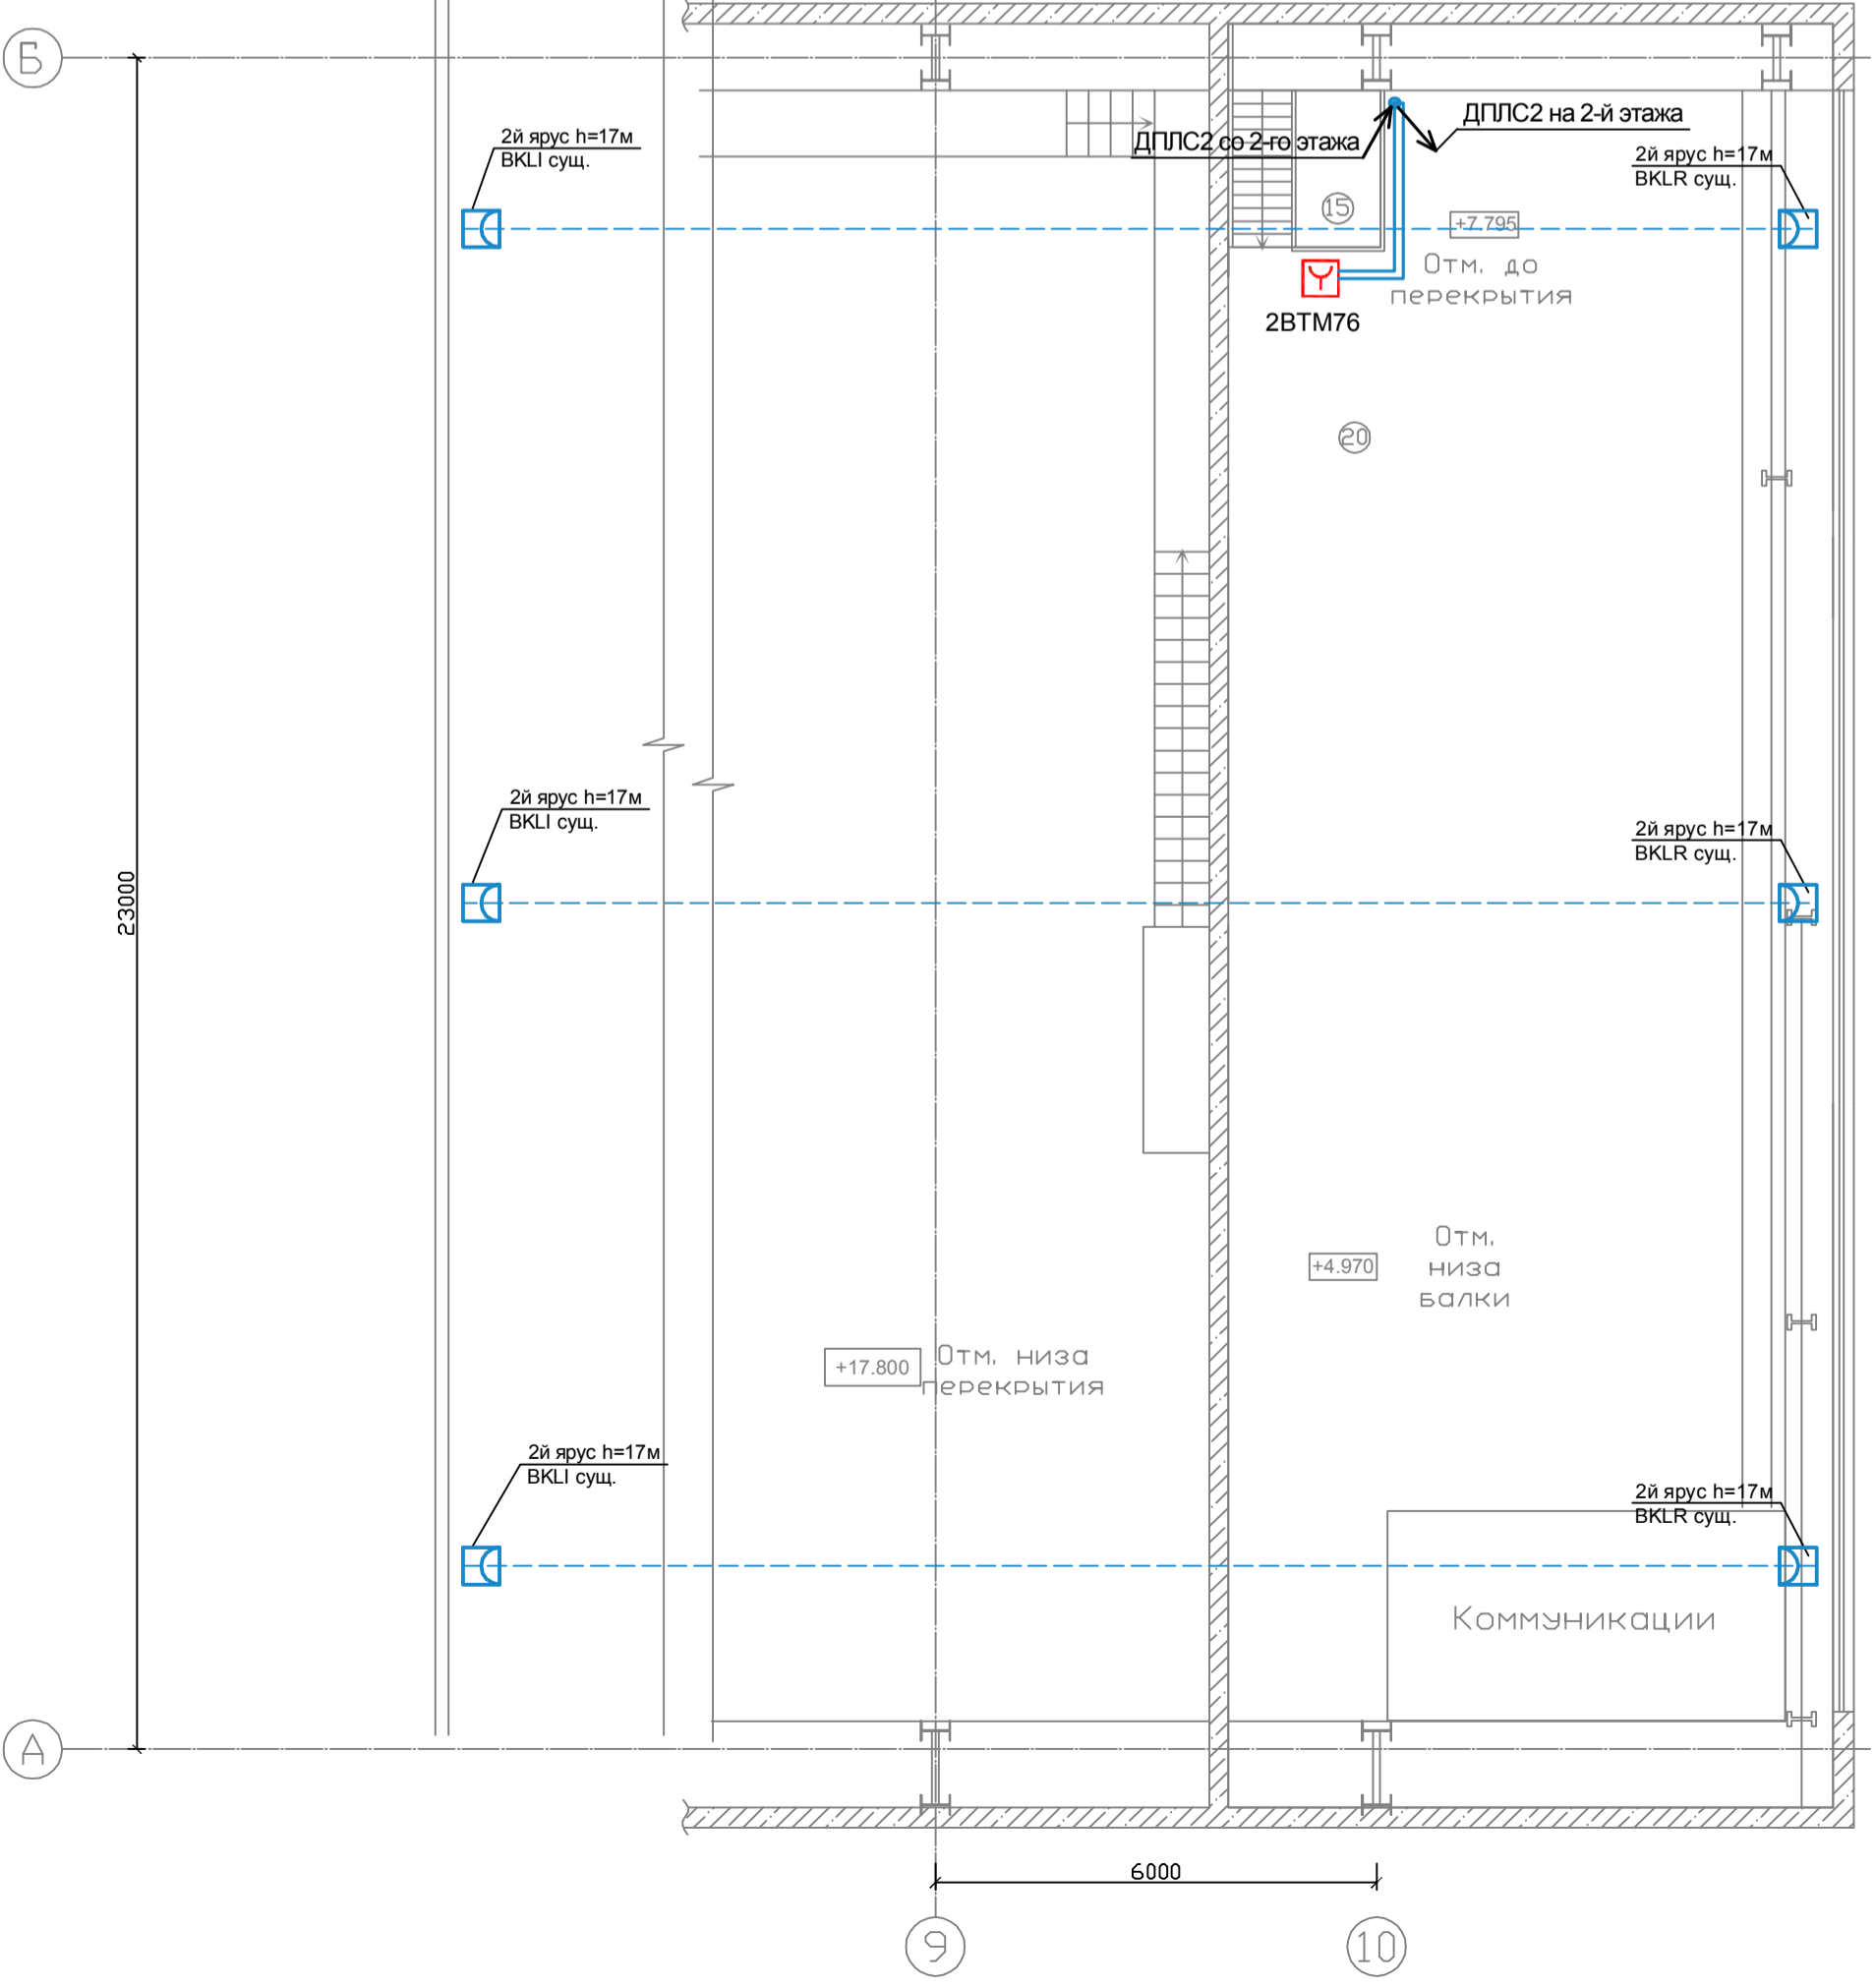 Б
ДПЛС2 на 2-й этажа
2й ярус h=17м
BKLI сущ.
ДПЛС2 со 2-го этажа
2й ярус h=17м
BKLR сущ.
15
+7.795
Отм. до
перекрытия
2BTM76
20
2й ярус h=17м
BKLI сущ.
2й ярус h=17м
BKLR сущ.
23000
+4.970
Отм.
низа
балки
+17.800
Отм. низа
перекрытия
2й ярус h=17м
BKLI сущ.
2й ярус h=17м
BKLR сущ.
Коммуникации
А
6000
9
10